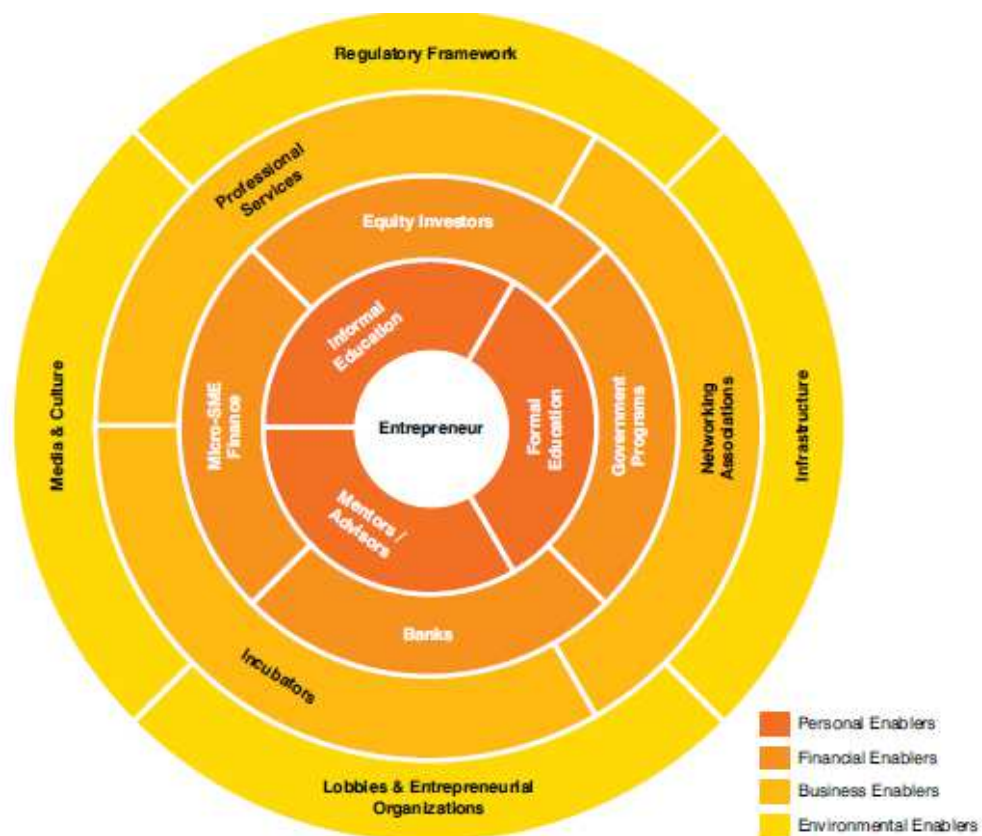 Regulatory Framework
Professional
Services
Equity Investors
Informal
Education
Media & Culture
Micro-SME
Finance
Entrepreneur
Formal
Education
Government
Programs
Networking
Associations
Infrastructure
Mentors /
Advisors
Banks
Incubators
Lobbies & Entrepreneurial
Organizations
Personal Enablers
Financial Enablers
Business Enablers
Environmental Enablers